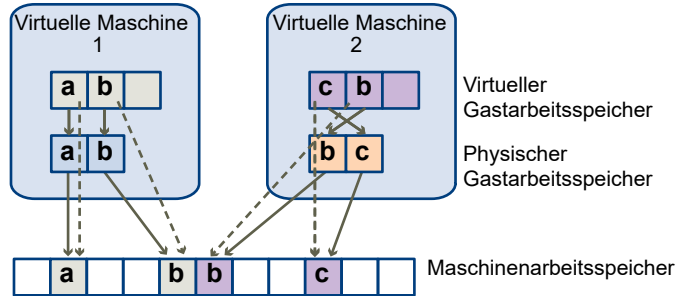 Virtuelle Maschine
1
Virtuelle Maschine
2
a b
c b
Virtueller
Gastarbeitsspeicher
a b
b c
Physischer
Gastarbeitsspeicher
a b b c
Maschinenarbeitsspeicher